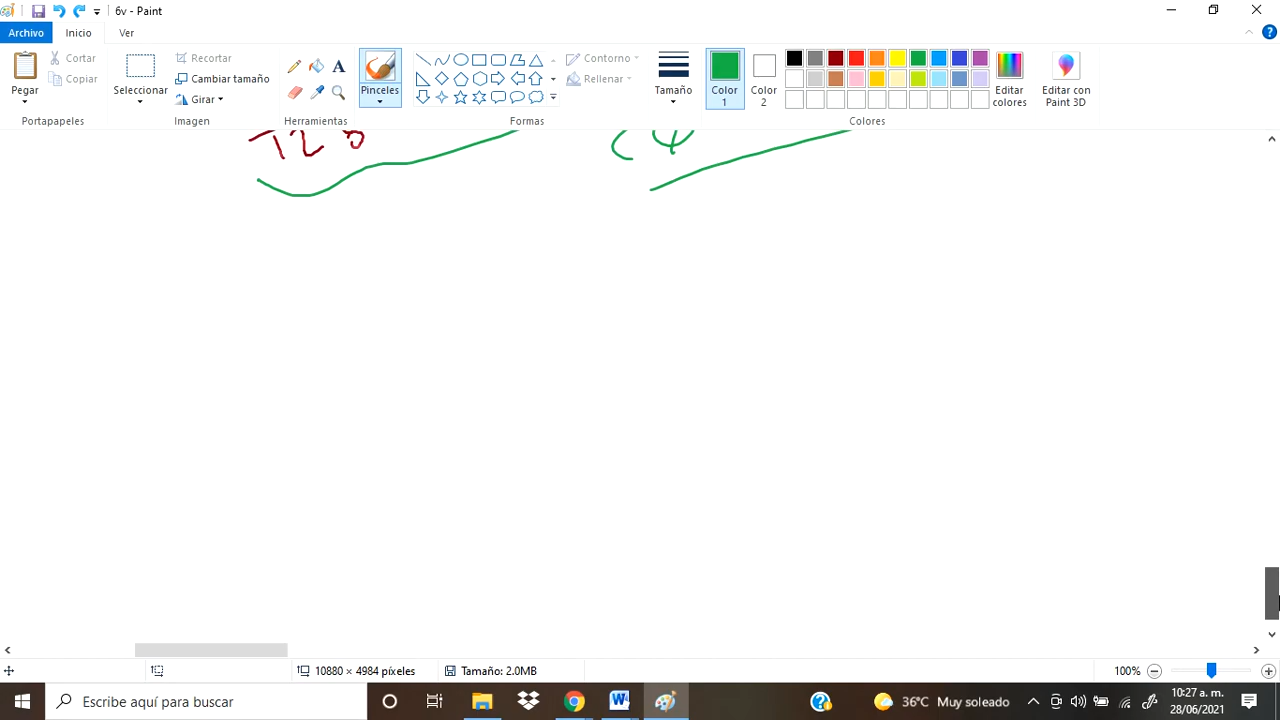 6v - Paint
Archivo Inicio Ver
Pegar
Cortar
Copiar
Portapapeles
Seleccionar
Recortar
Cambiar tamaño
Girar
Imagen
A
Herramientas
Pinceles
Contorno
Rellenar
Formas
Tamaño
Color 1
Color 2
Editar colores
Colores
Editar con Paint 3D
10880 × 4984 píxeles
Tamaño: 2.0MB
100%
Escribe aquí para buscar
W
36°C Muy soleado
10:27 a. m.
28/06/2021